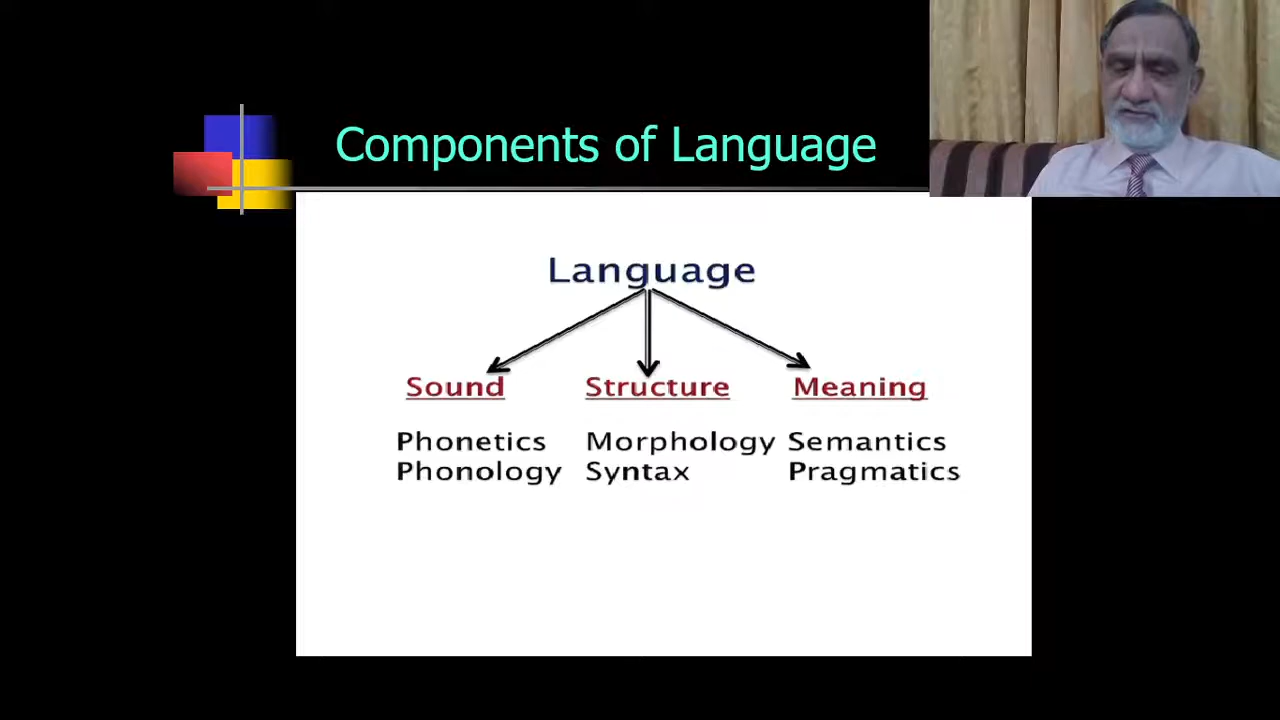 Components of Language
Language
Sound Structure Meaning
Phonetics Morphology Semantics
Phonology Syntax Pragmatics